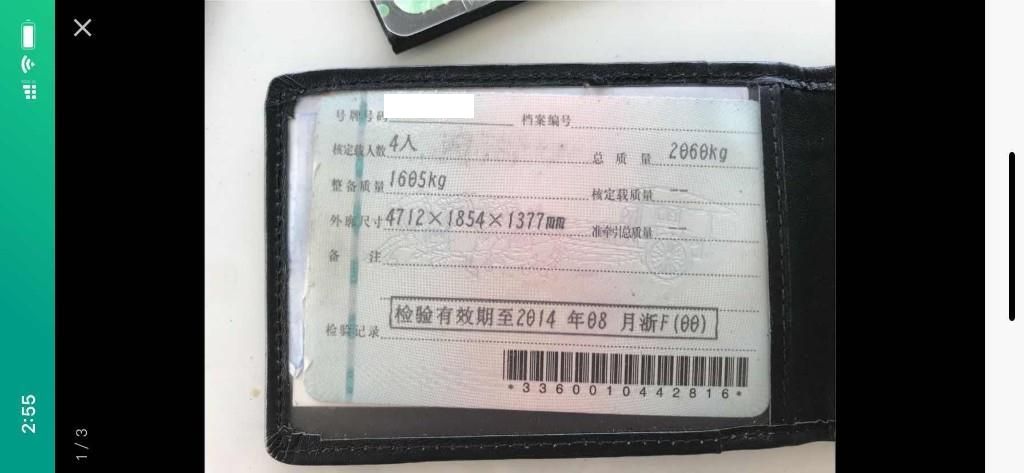 号牌号码
档案编号
核定载人数 4人
总质量 2060kg
整备质量 1605kg
核定载质量 --
外廓尺寸 4712×1854×1377mm
准牵引总质量 --
备注
检验记录 检验有效期至2014年08月浙F(00)
*3360010442816*
2:55
1/3